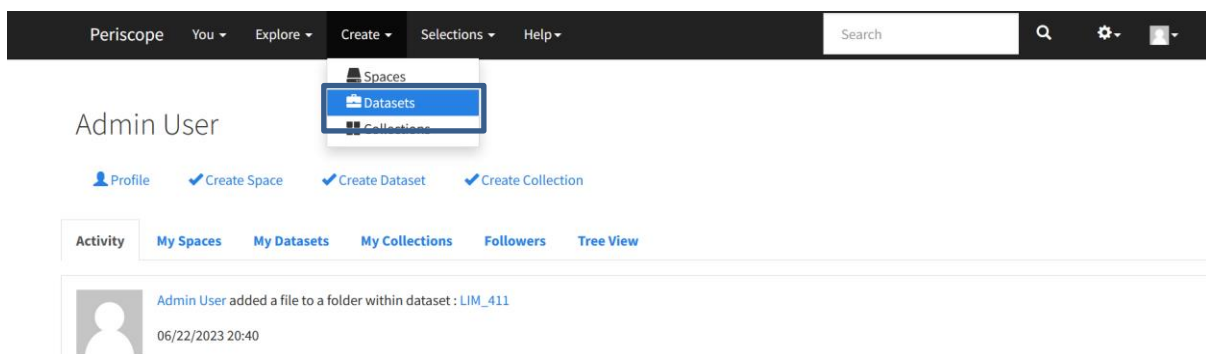 Periscope You Explore Create Selections Help Search
Spaces
Datasets
Collections
Admin User
Profile Create Space Create Dataset Create Collection
Activity My Spaces My Datasets My Collections Followers Tree View
Admin User added a file to a folder within dataset : LIM_411
06/22/2023 20:40